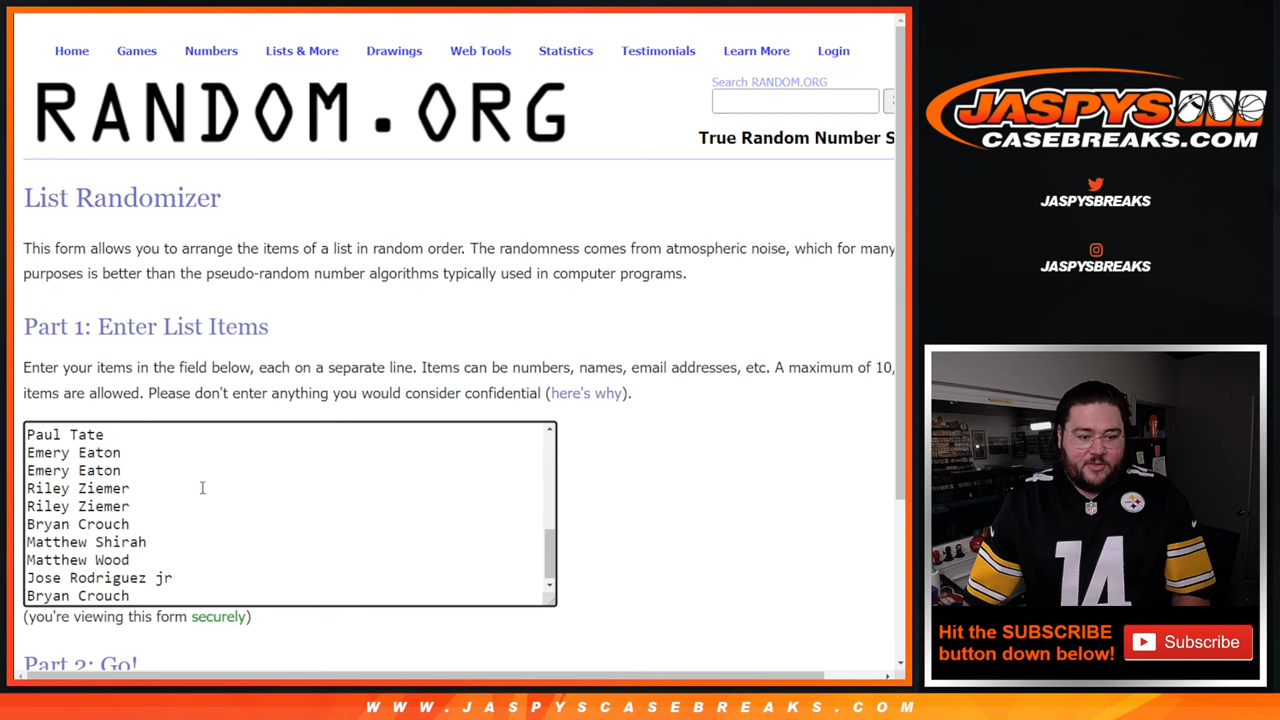 Home Games Numbers Lists & More Drawings Web Tools Statistics Testimonials Learn More Login
RANDOM.ORG
Search RANDOM.ORG
True Random Number S
List Randomizer
This form allows you to arrange the items of a list in random order. The randomness comes from atmospheric noise, which for many
purposes is better than the pseudo-random number algorithms typically used in computer programs.
Part 1: Enter List Items
Enter your items in the field below, each on a separate line. Items can be numbers, names, email addresses, etc. A maximum of 10,
items are allowed. Please don't enter anything you would consider confidential (here's why).
Paul Tate
Emery Eaton
Emery Eaton
Riley Ziemer
Riley Ziemer
Bryan Crouch
Matthew Shirah
Matthew Wood
Jose Rodriguez jr
Bryan Crouch
(you're viewing this form securely)
Part 2: Go!
JASPYS
CASEBREAKS.COM
JASPYSBREAKS
JASPYSBREAKS
14
Hit the SUBSCRIBE
button down below!
Subscribe
WWW.JASPYSCASEBREAKS.COM